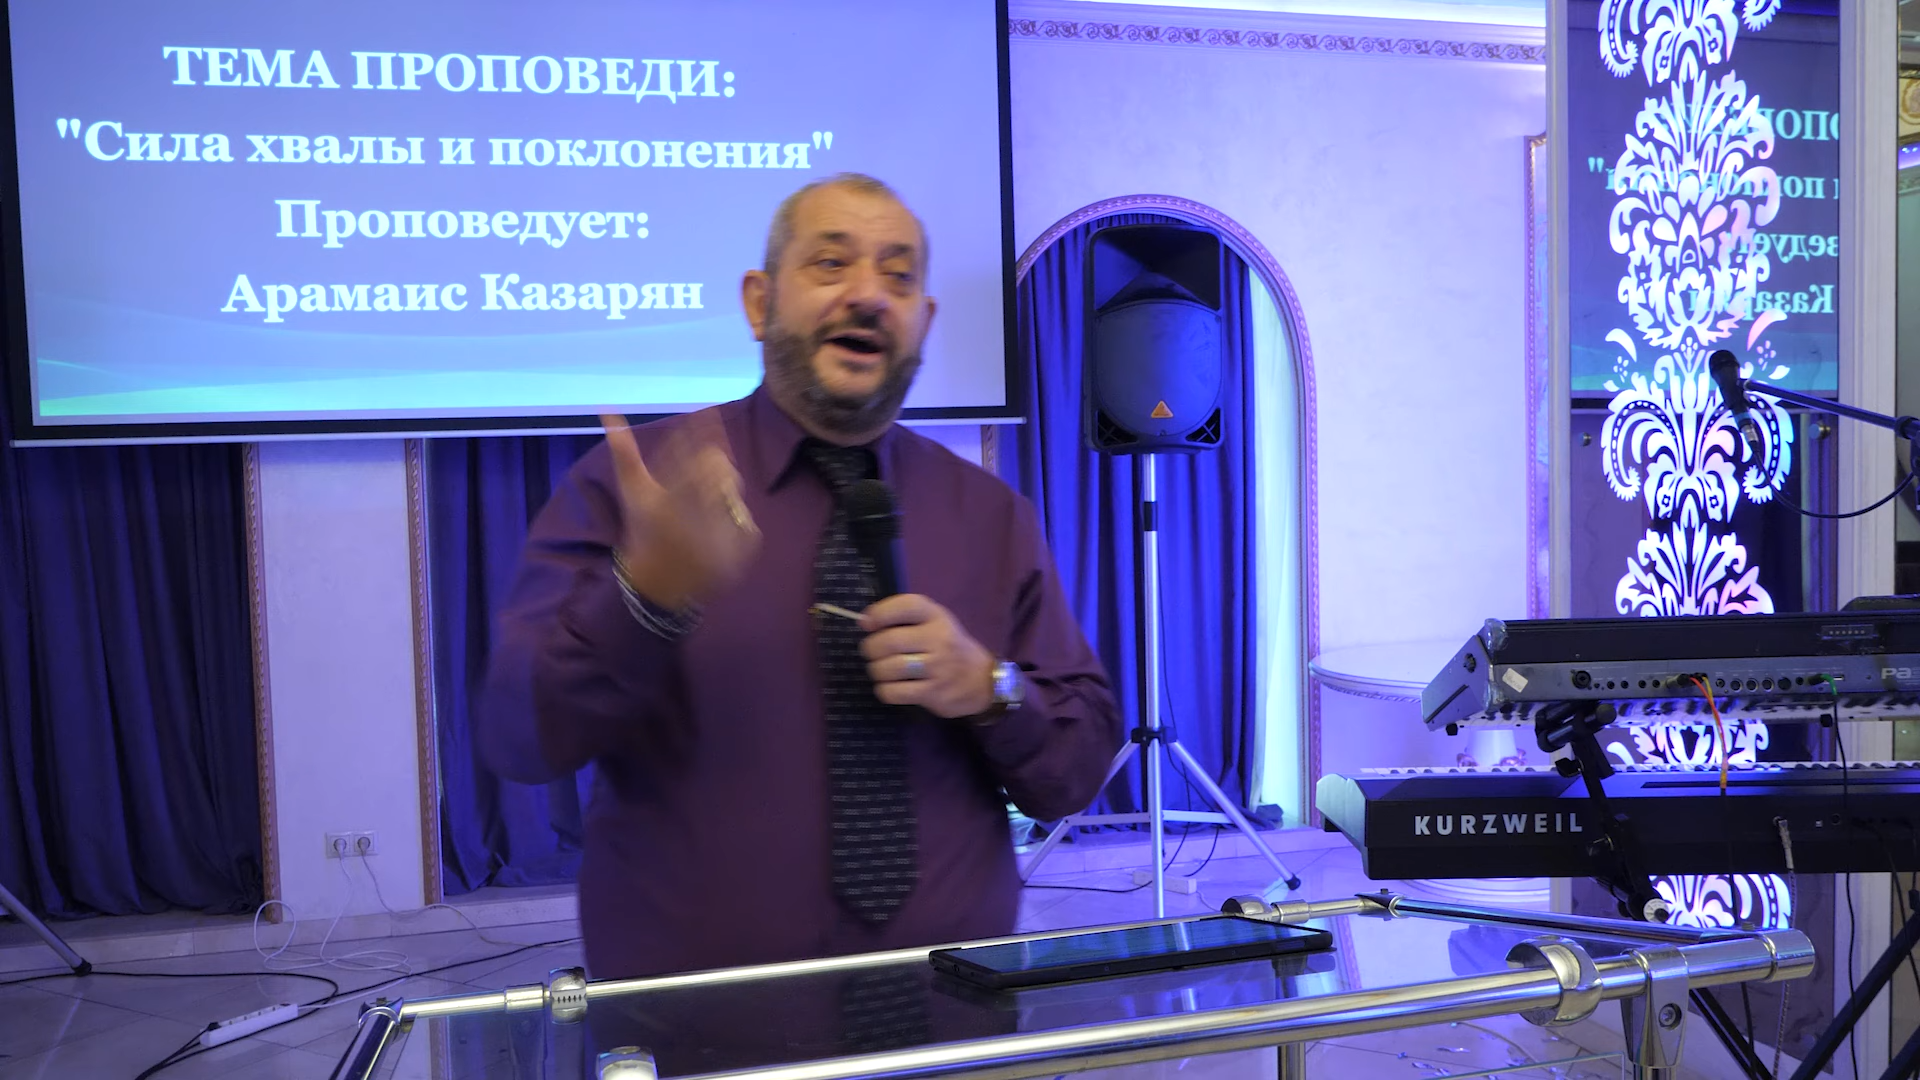 ТЕМА ПРОПОВЕДИ:
"Сила хвалы и поклонения"
Проповедует:
Арамаис Казарян
KURZWEIL